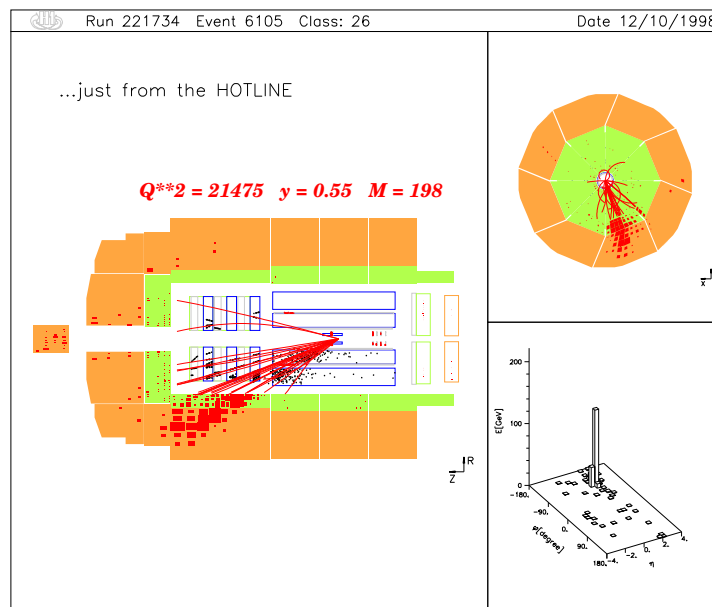 Run 221734 Event 6105 Class: 26 Date 12/10/1998
...just from the HOTLINE
Q**2 = 21475 y = 0.55 M = 198
R
Z
X
E[GeV]
200
100
0
-180.
-90.
0.
90.
180.
φ[degree]
-4.
-2.
0.
2.
4.
η